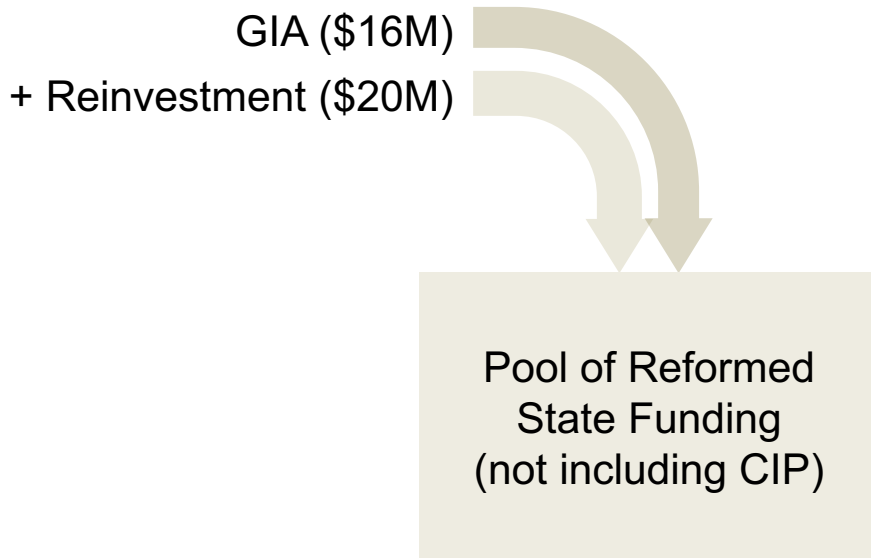 GIA ($16M)
+ Reinvestment ($20M)
Pool of Reformed
State Funding
(not including CIP)